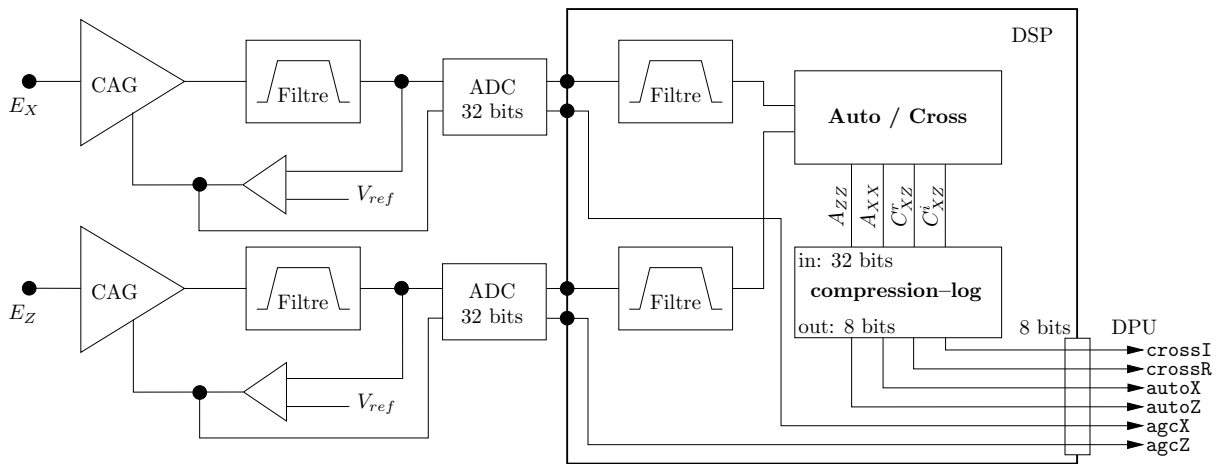 DSP
CAG
Filtre
ADC
32 bits
Filtre
E_X
Auto / Cross
V_ref
A_ZZ
A_XX
C^r_XZ
C^i_XZ
CAG
Filtre
ADC
32 bits
Filtre
E_Z
in: 32 bits
compression–log
out: 8 bits
8 bits
DPU
V_ref
crossI
crossR
autoX
autoZ
agcX
agcZ